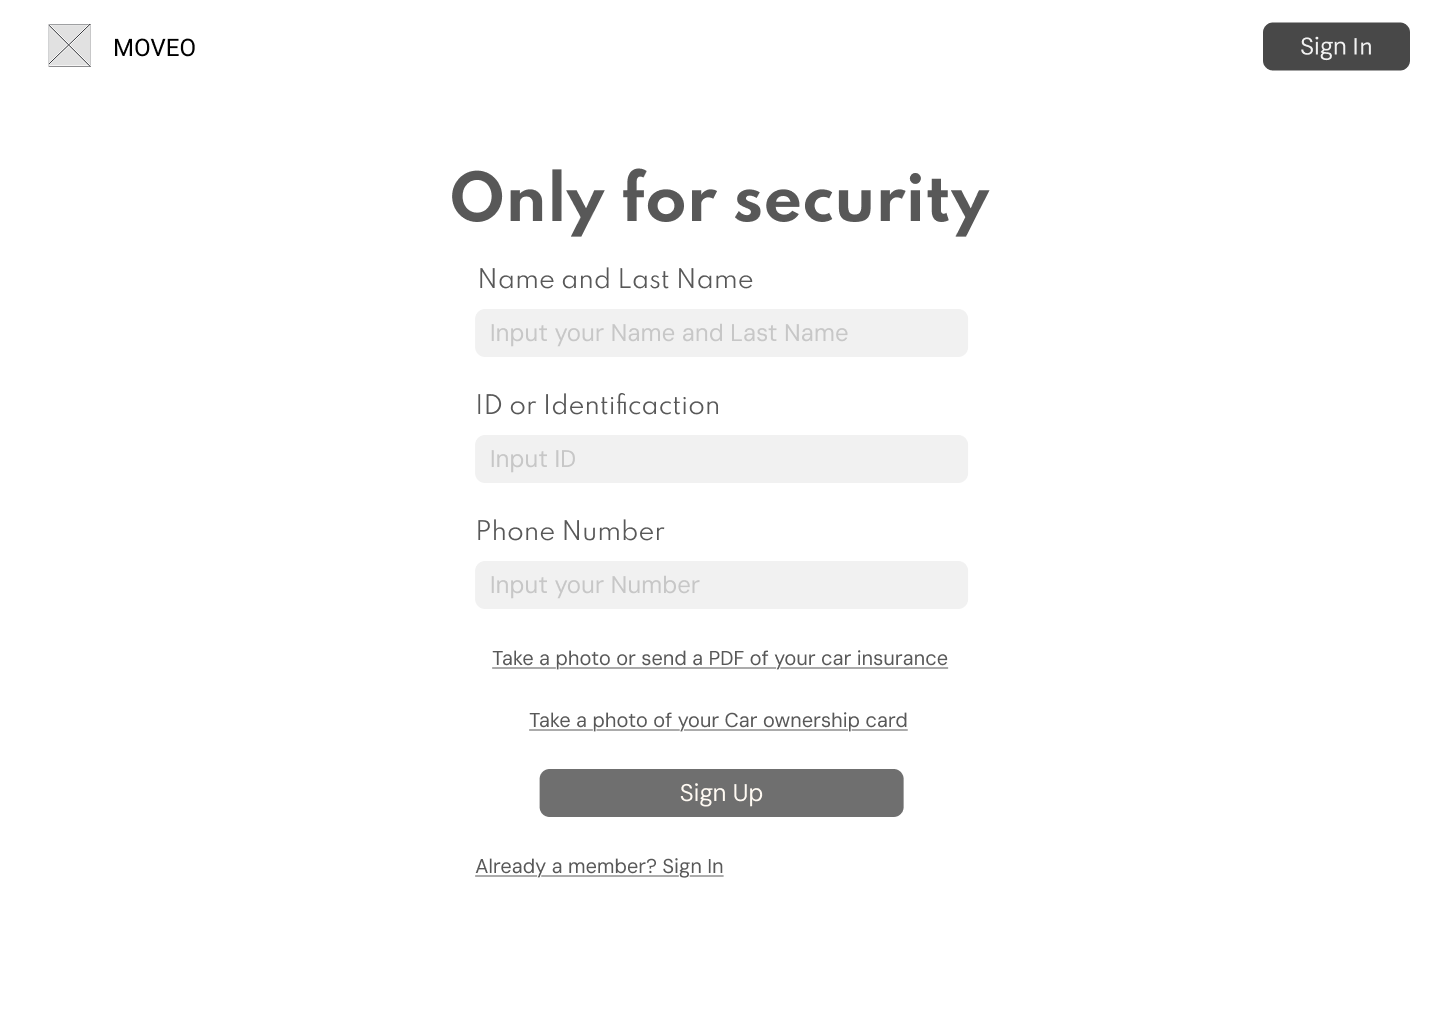 MOVEO
Sign In
Only for security
Name and Last Name
Input your Name and Last Name
ID or Identificaction
Input ID
Phone Number
Input your Number
Take a photo or send a PDF of your car insurance
Take a photo of your Car ownership card
Sign Up
Already a member? Sign In